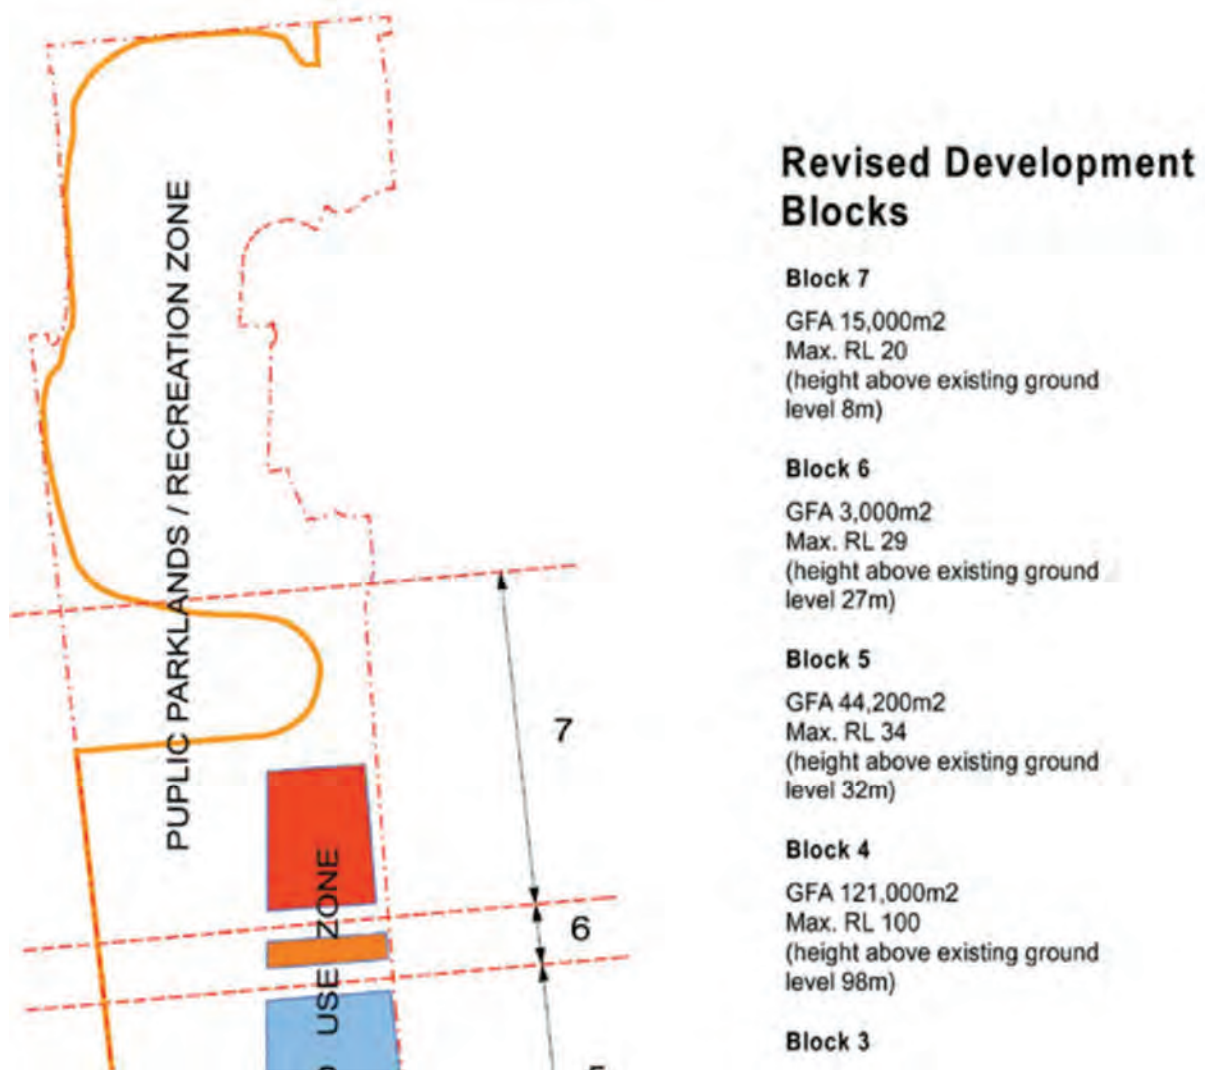 PUPLIC PARKLANDS / RECREATION ZONE
USE ZONE
7
6
Revised Development
Blocks
Block 7
GFA 15,000m2
Max. RL 20
(height above existing ground
level 8m)
Block 6
GFA 3,000m2
Max. RL 29
(height above existing ground
level 27m)
Block 5
GFA 44,200m2
Max. RL 34
(height above existing ground
level 32m)
Block 4
GFA 121,000m2
Max. RL 100
(height above existing ground
level 98m)
Block 3